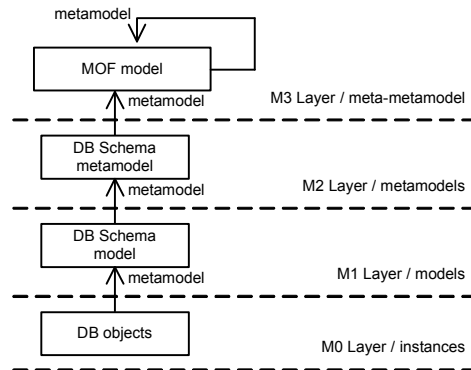 metamodel
MOF model
metamodel
M3 Layer / meta-metamodel
DB Schema
metamodel
metamodel
M2 Layer / metamodels
DB Schema
model
metamodel
M1 Layer / models
DB objects
M0 Layer / instances